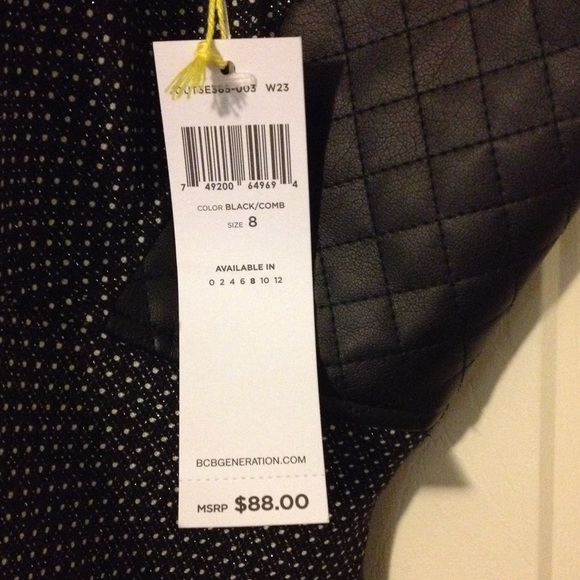 W23
7 49200 64969 4
COLOR BLACK/COMB
SIZE 8
AVAILABLE IN
0 2 4 6 8 10 12
BCBGENERATION.COM
MSRP $88.00